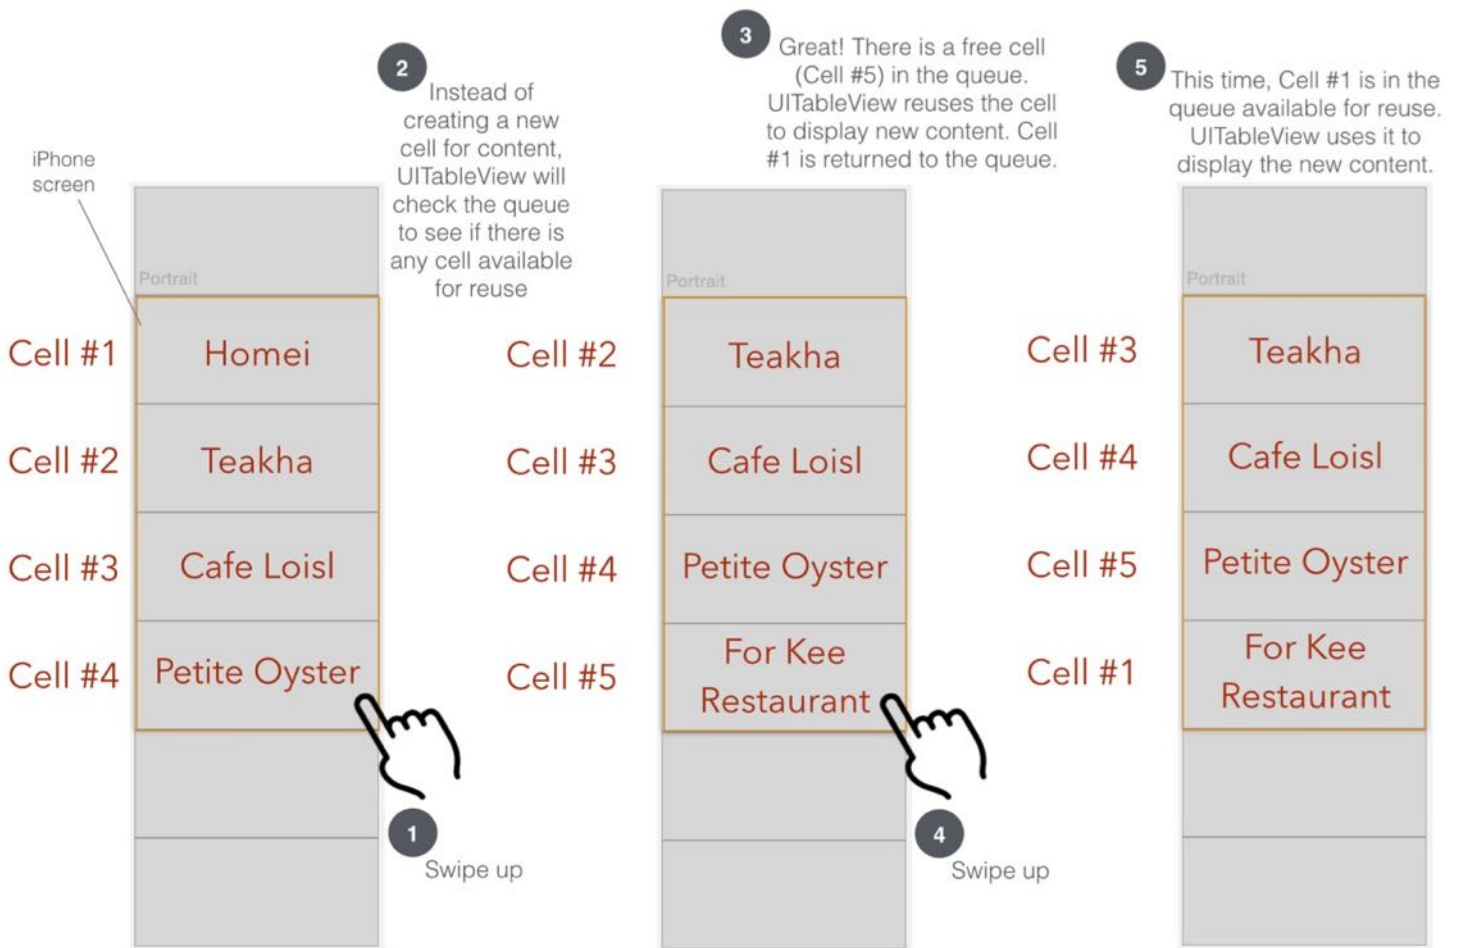 iPhone
screen
Portrait
Cell #1
Homei
Cell #2
Teakha
Cell #3
Cafe Loisl
Cell #4
Petite Oyster
1
Swipe up
2
Instead of
creating a new
cell for content,
UITableView will
check the queue
to see if there is
any cell available
for reuse
3
Great! There is a free cell
(Cell #5) in the queue.
UITableView reuses the cell
to display new content. Cell
#1 is returned to the queue.
Portrait
Cell #2
Teakha
Cell #3
Cafe Loisl
Cell #4
Petite Oyster
Cell #5
For Kee
Restaurant
4
Swipe up
5
This time, Cell #1 is in the
queue available for reuse.
UITableView uses it to
display the new content.
Portrait
Cell #3
Teakha
Cell #4
Cafe Loisl
Cell #5
Petite Oyster
Cell #1
For Kee
Restaurant